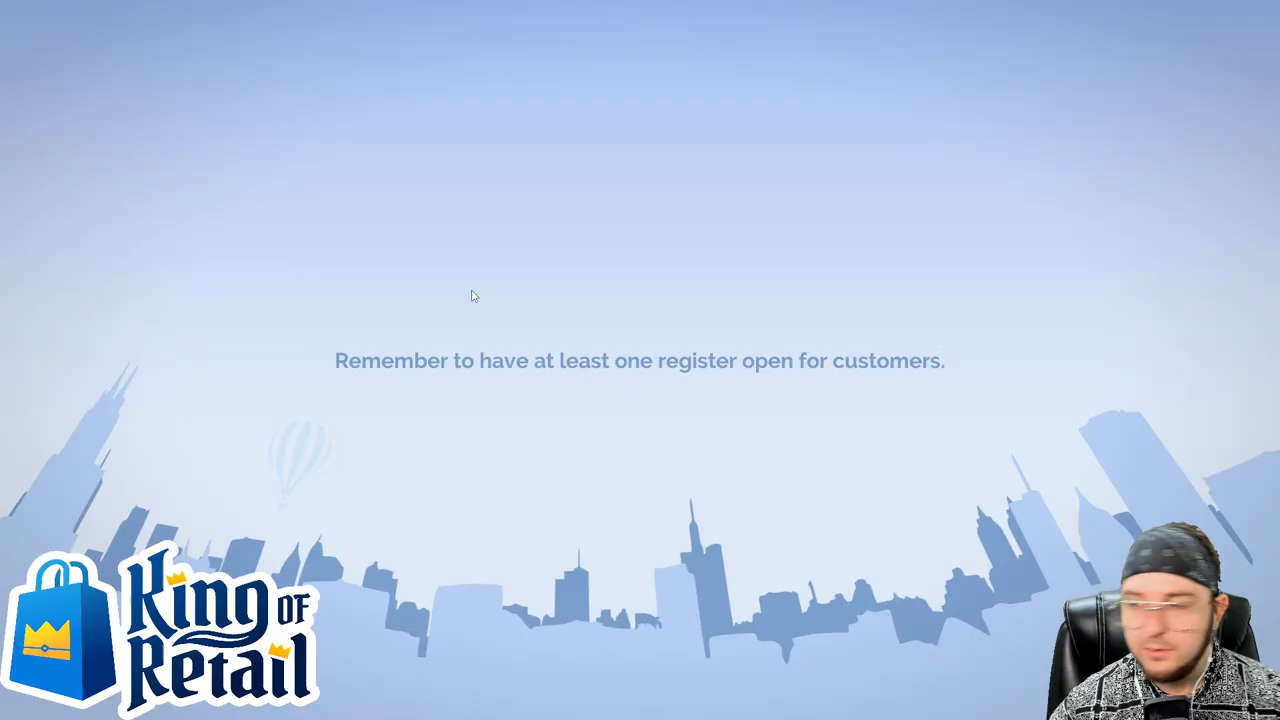 Remember to have at least one register open for customers.
King OF
Retail